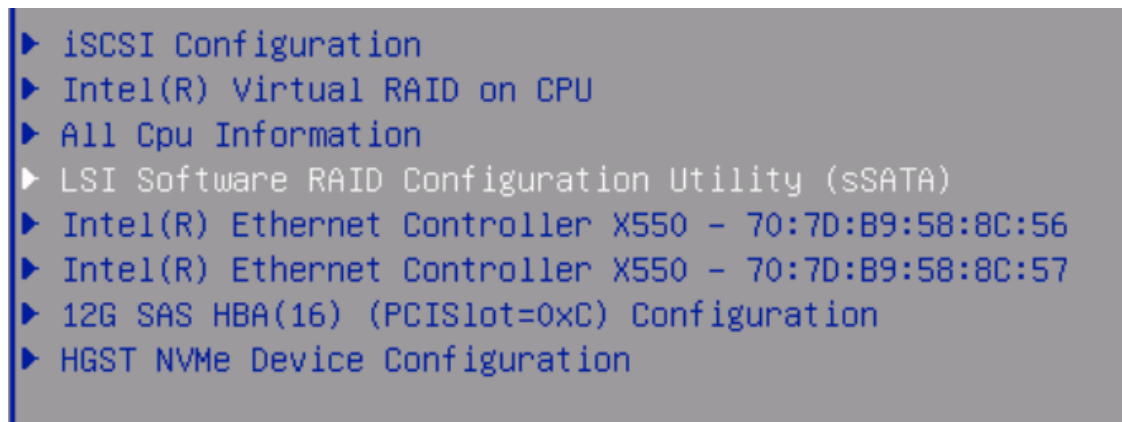 iSCSI Configuration
Intel(R) Virtual RAID on CPU
All Cpu Information
LSI Software RAID Configuration Utility (sSATA)
Intel(R) Ethernet Controller X550 - 70:7D:B9:58:8C:56
Intel(R) Ethernet Controller X550 - 70:7D:B9:58:8C:57
12G SAS HBA(16) (PCISlot=0xC) Configuration
HGST NVMe Device Configuration